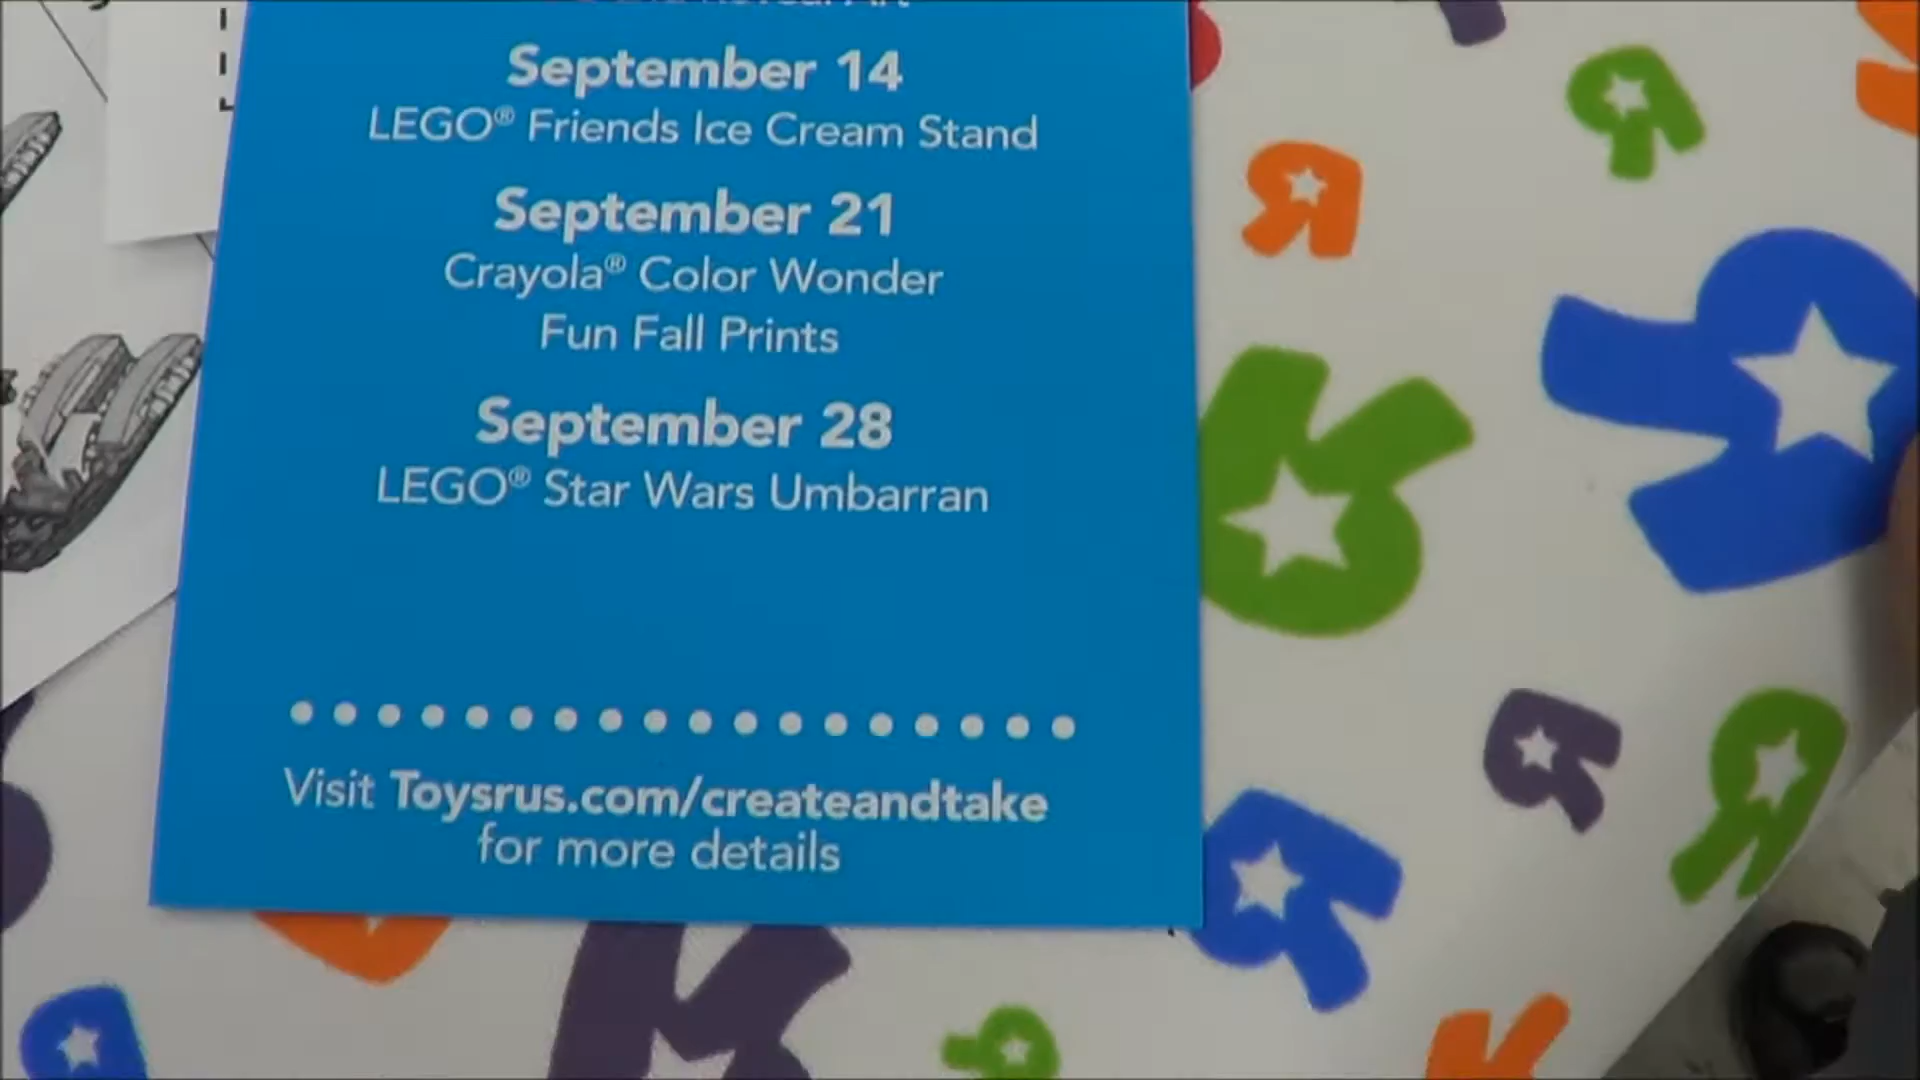 September 14
LEGO® Friends Ice Cream Stand
September 21
Crayola® Color Wonder
Fun Fall Prints
September 28
LEGO® Star Wars Umbarran
Visit Toysrus.com/createandtake
for more details